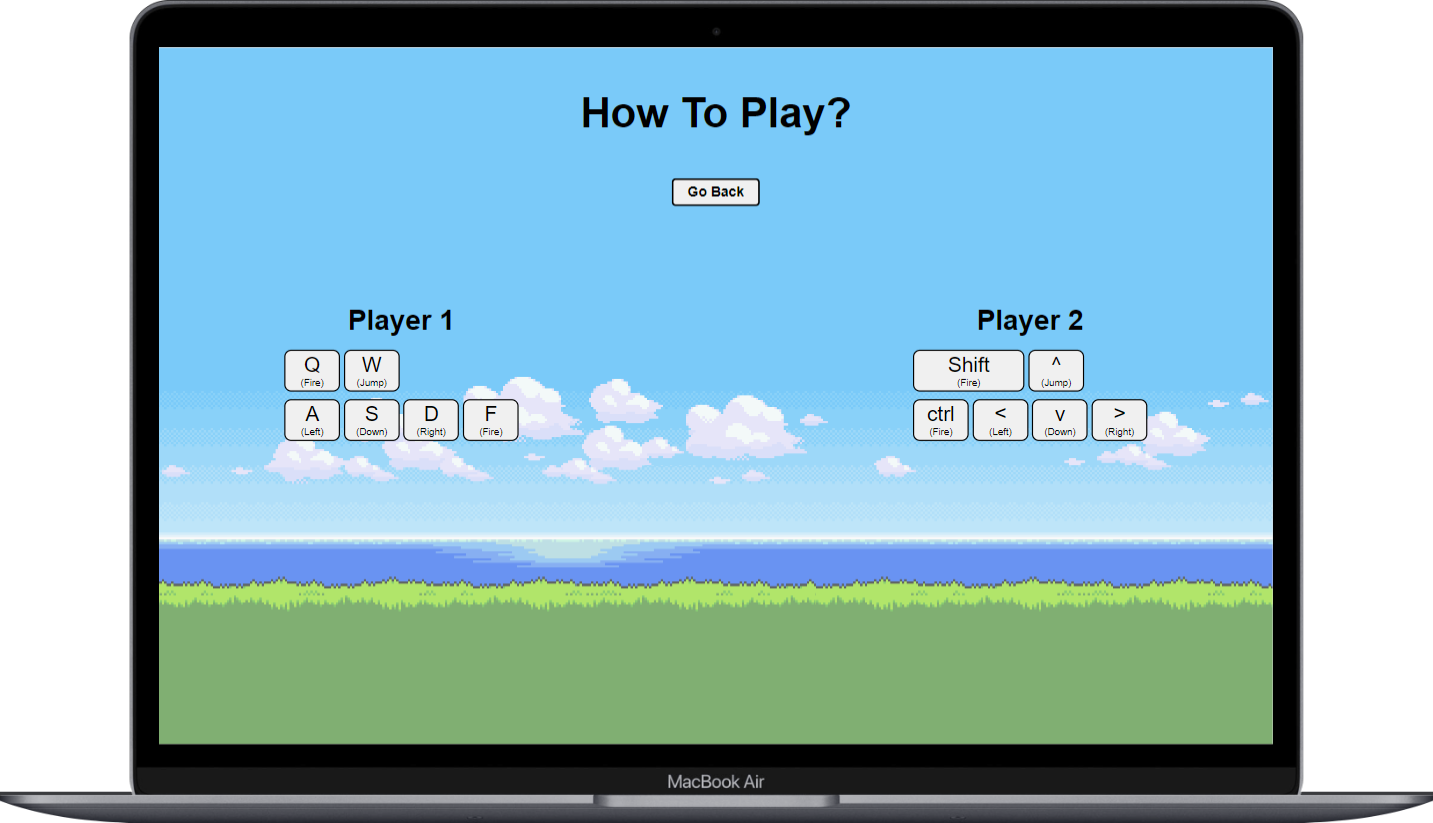 How To Play?
Go Back
Player 1
Q
(Fire)
W
(Jump)
A
(Left)
S
(Down)
D
(Right)
F
(Fire)
Player 2
Shift
(Fire)
^
(Jump)
ctrl
(Fire)
<
(Left)
v
(Down)
>
(Right)
MacBook Air